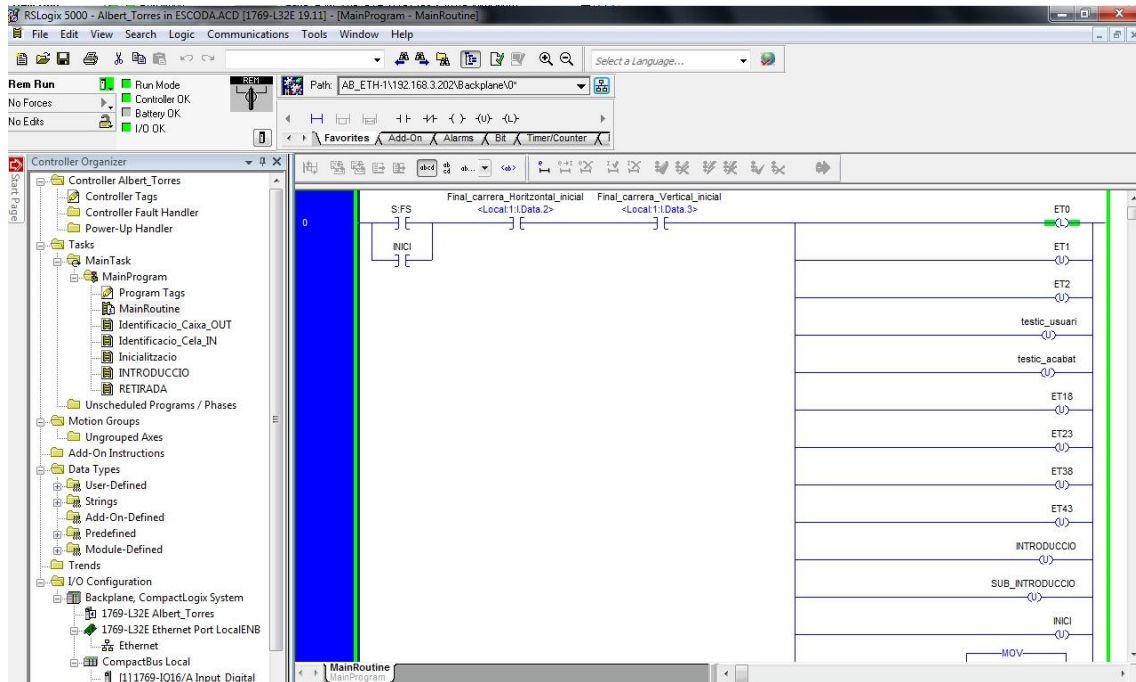 RSLogix 5000 - Albert_Torres in ESCODA.ACD [1769-L32E 19.11] - [MainProgram - MainRoutine]
File Edit View Search Logic Communications Tools Window Help
Select a Language...
Rem Run
Run Mode
No Forces
Controller OK
Battery OK
No Edits
I/O OK
REM
Path: AB_ETH-1\192.168.3.202\Backplane\0*
Favorites Add-On Alarms Bit Timer/Counter
Start Page
Controller Organizer
Controller Albert_Torres
Controller Tags
Controller Fault Handler
Power-Up Handler
Tasks
MainTask
MainProgram
Program Tags
MainRoutine
Identificacio_Caixa_OUT
Identificacio_Cela_IN
Inicialitzacio
INTRODUCCIO
RETIRADA
Unscheduled Programs / Phases
Motion Groups
Ungrouped Axes
Add-On Instructions
Data Types
User-Defined
Strings
Add-On-Defined
Predefined
Module-Defined
Trends
I/O Configuration
Backplane, CompactLogix System
1769-L32E Albert_Torres
1769-L32E Ethernet Port LocalENB
Ethernet
CompactBus Local
[1] 1769-IQ16/A Input_Digital
Final_carrera_Horitzontal_inicial Final_carrera_Vertical_inicial
S:FS <Local:1:I.Data.2> <Local:1:I.Data.3> ET0
0
L
INICI
ET1
U
ET2
U
testic_usuari
U
testic_acabat
U
ET18
U
ET23
U
ET38
U
ET43
U
INTRODUCCIO
U
SUB_INTRODUCCIO
U
INICI
U
MOV
MainRoutine
MainProgram